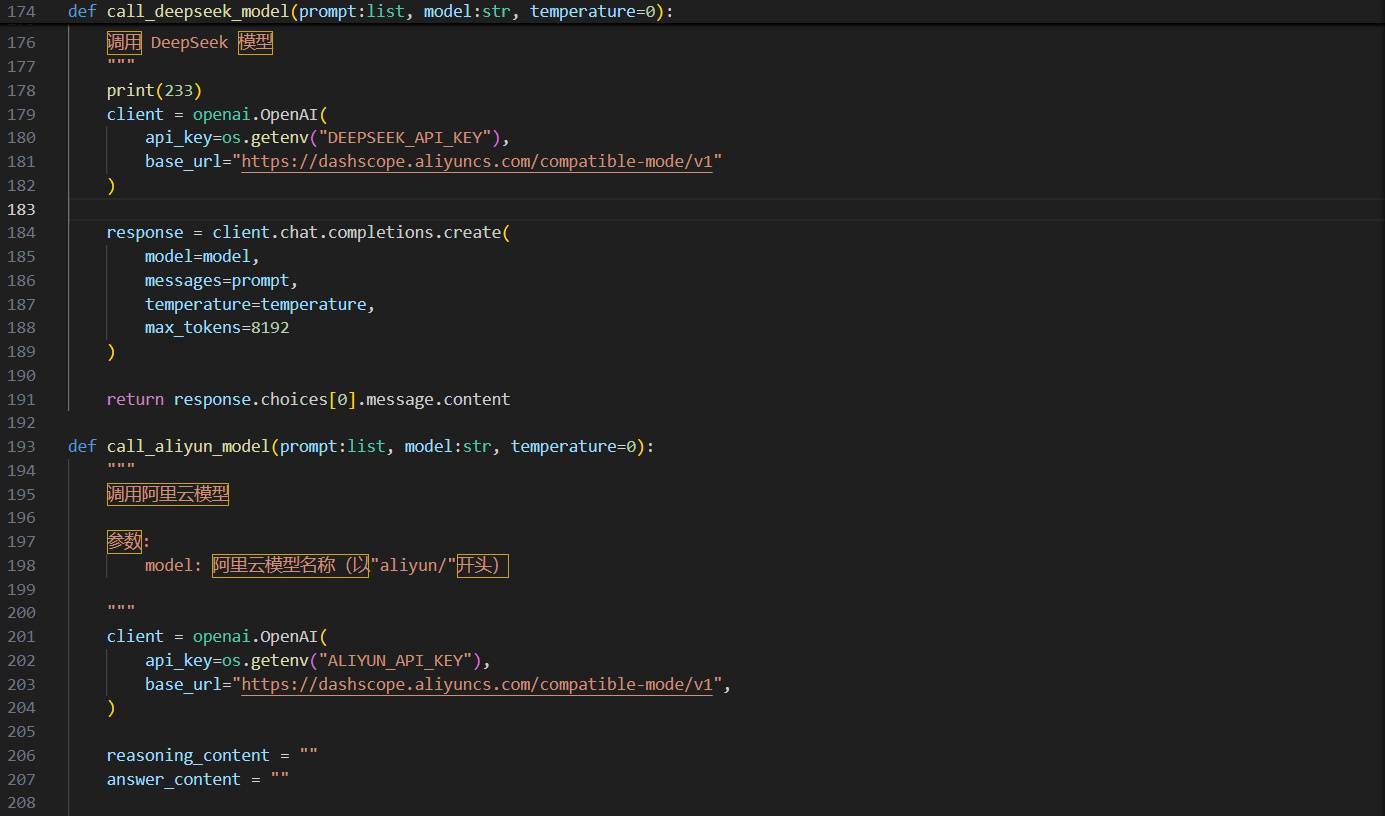 174 def call_deepseek_model(prompt:list, model:str, temperature=0):
176 调用 DeepSeek 模型
177 """
178 print(233)
179 client = openai.OpenAI(
180 api_key=os.getenv("DEEPSEEK_API_KEY"),
181 base_url="https://dashscope.aliyuncs.com/compatible-mode/v1"
182 )
183
184 response = client.chat.completions.create(
185 model=model,
186 messages=prompt,
187 temperature=temperature,
188 max_tokens=8192
189 )
190
191 return response.choices[0].message.content
192
193 def call_aliyun_model(prompt:list, model:str, temperature=0):
194 """
195 调用阿里云模型
196
197 参数:
198 model: 阿里云模型名称（以"aliyun/"开头）
199
200 """
201 client = openai.OpenAI(
202 api_key=os.getenv("ALIYUN_API_KEY"),
203 base_url="https://dashscope.aliyuncs.com/compatible-mode/v1",
204 )
205
206 reasoning_content = ""
207 answer_content = ""
208